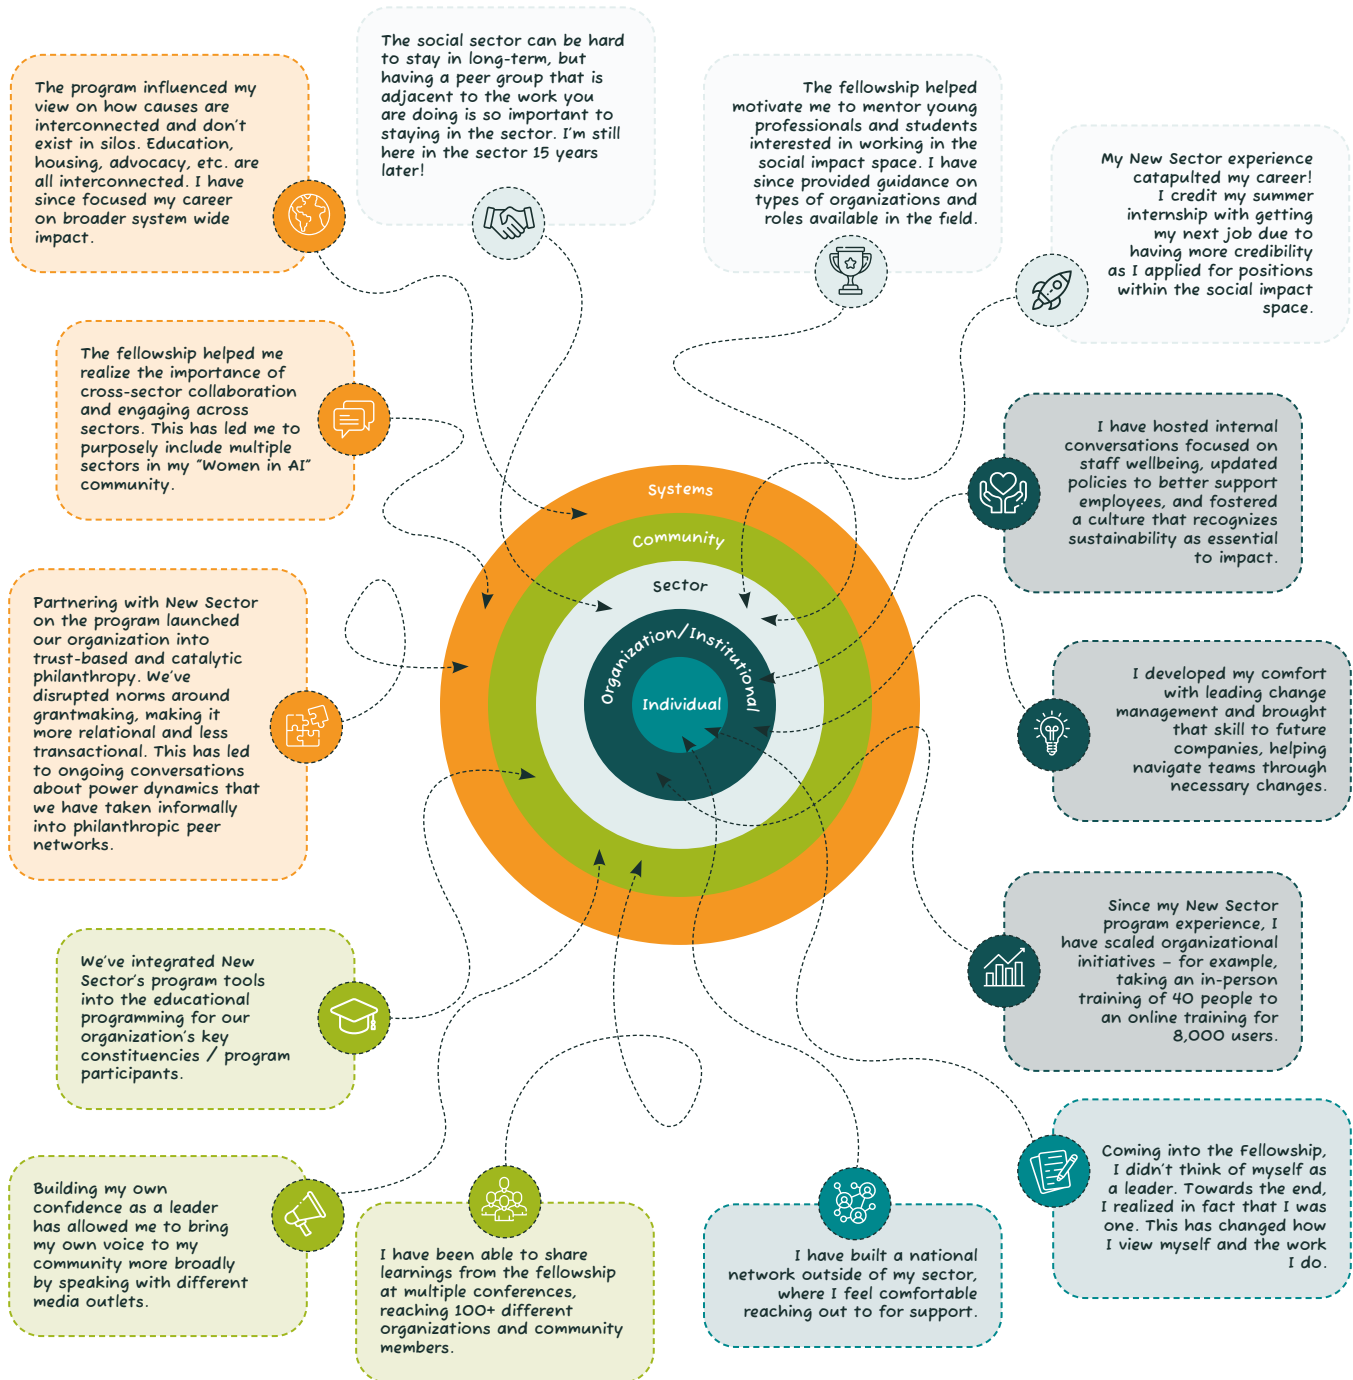 The program influenced my
view on how causes are
interconnected and don't
exist in silos. Education,
housing, advocacy, etc. are
all interconnected. I have
since focused my career
on broader system wide
impact.
The social sector can be hard
to stay in long-term, but
having a peer group that is
adjacent to the work you
are doing is so important to
staying in the sector. I'm still
here in the sector 15 years
later!
The fellowship helped
motivate me to mentor young
professionals and students
interested in working in the
social impact space. I have
since provided guidance on
types of organizations and
roles available in the field.
My New Sector experience
catapulted my career!
I credit my summer
internship with getting
my next job due to
having more credibility
as I applied for positions
within the social impact
space.
The fellowship helped me
realize the importance of
cross-sector collaboration
and engaging across
sectors. This has led me to
purposely include multiple
sectors in my "Women in AI"
community.
I have hosted internal
conversations focused on
staff wellbeing, updated
policies to better support
employees, and fostered
a culture that recognizes
sustainability as essential
to impact.
Systems
Community
Sector
Organization/Institutional
Individual
Partnering with New Sector
on the program launched
our organization into
trust-based and catalytic
philanthropy. We've
disrupted norms around
grantmaking, making it
more relational and less
transactional. This has led
to ongoing conversations
about power dynamics that
we have taken informally
into philanthropic peer
networks.
I developed my comfort
with leading change
management and brought
that skill to future
companies, helping
navigate teams through
necessary changes.
Since my New Sector
program experience, I
have scaled organizational
initiatives – for example,
taking an in-person
training of 40 people to
an online training for
8,000 users.
We've integrated New
Sector's program tools
into the educational
programming for our
organization's key
constituencies / program
participants.
Building my own
confidence as a leader
has allowed me to bring
my own voice to my
community more broadly
by speaking with different
media outlets.
I have been able to share
learnings from the fellowship
at multiple conferences,
reaching 100+ different
organizations and community
members.
I have built a national
network outside of my sector,
where I feel comfortable
reaching out to for support.
Coming into the Fellowship,
I didn't think of myself as
a leader. Towards the end,
I realized in fact that I was
one. This has changed how
I view myself and the work
I do.